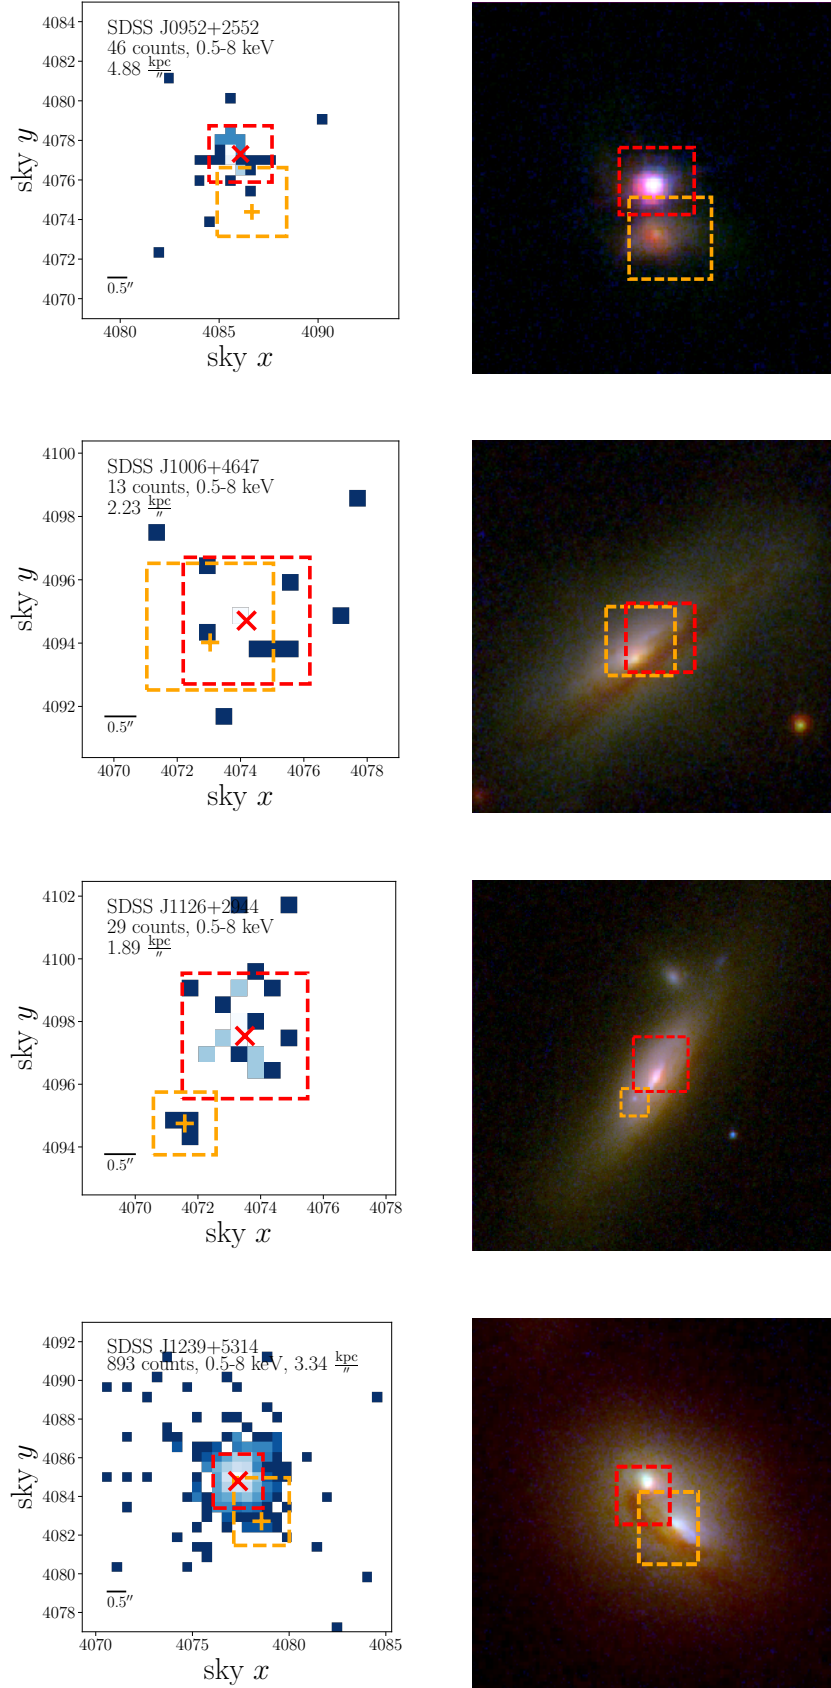 4084
4082
4080
4078
4076
4074
4072
4070
sky y
SDSS J0952+2552
46 counts, 0.5-8 keV
4.88 kpc/″
0.5″
4080 4085 4090
sky x
4100
4098
4096
4094
4092
sky y
SDSS J1006+4647
13 counts, 0.5-8 keV
2.23 kpc/″
0.5″
4070 4072 4074 4076 4078
sky x
4102
4100
4098
4096
4094
sky y
SDSS J1126+2944
29 counts, 0.5-8 keV
1.89 kpc/″
0.5″
4070 4072 4074 4076 4078
sky x
4092
4090
4088
4086
4084
4082
4080
4078
sky y
SDSS J1239+5314
893 counts, 0.5-8 keV, 3.34 kpc/″
0.5″
4070 4075 4080 4085
sky x